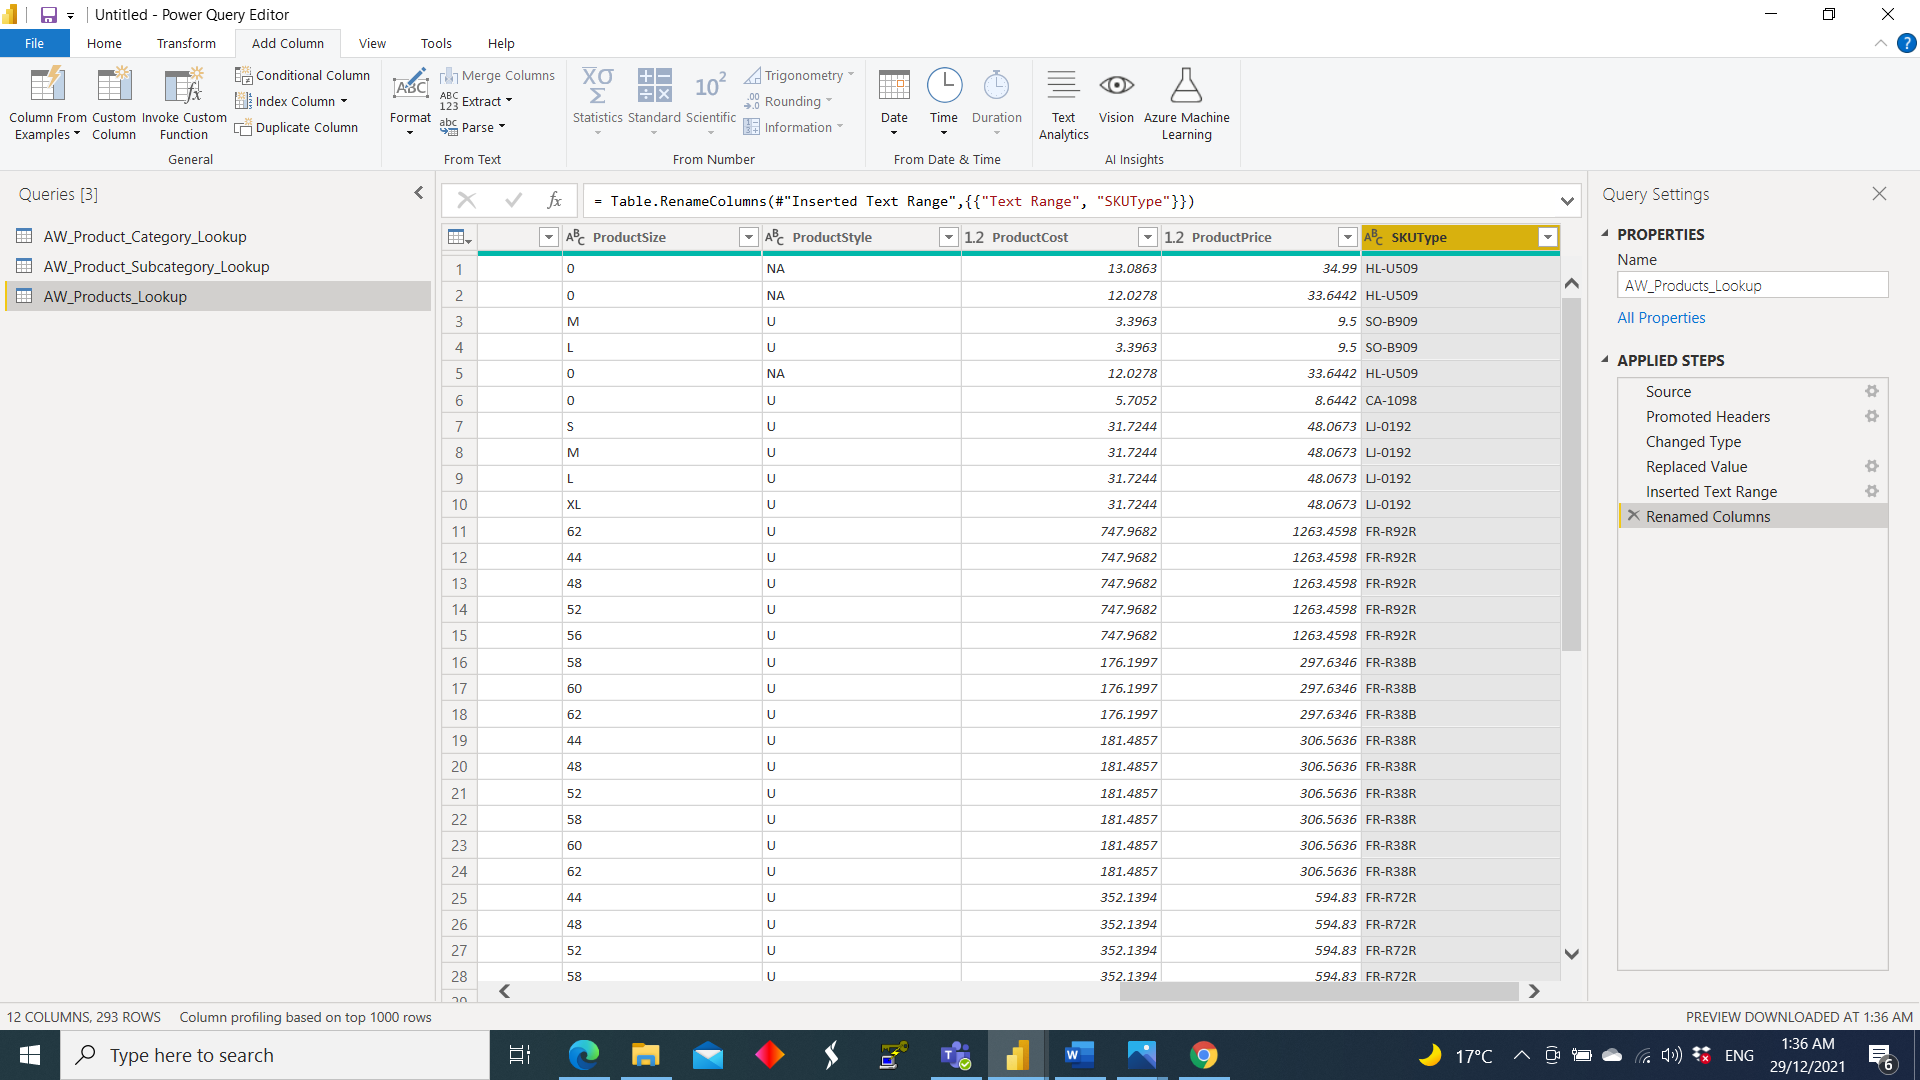 Untitled - Power Query Editor
File Home Transform Add Column View Tools Help
Column From Examples
Custom Column
Invoke Custom Function
Conditional Column
Index Column
Duplicate Column
General
Format
Merge Columns
Extract
Parse
From Text
Statistics
Standard
Scientific
Trigonometry
Rounding
Information
From Number
Date
Time
Duration
From Date & Time
Text Analytics
Vision
Azure Machine Learning
AI Insights
Queries [3]
AW_Product_Category_Lookup
AW_Product_Subcategory_Lookup
AW_Products_Lookup
= Table.RenameColumns(#"Inserted Text Range",{{"Text Range", "SKUType"}})
ProductSize ProductStyle 1.2 ProductCost 1.2 ProductPrice SKUType
1 0 NA 13.0863 34.99 HL-U509
2 0 NA 12.0278 33.6442 HL-U509
3 M U 3.3963 9.5 SO-B909
4 L U 3.3963 9.5 SO-B909
5 0 NA 12.0278 33.6442 HL-U509
6 0 U 5.7052 8.6442 CA-1098
7 S U 31.7244 48.0673 LJ-0192
8 M U 31.7244 48.0673 LJ-0192
9 L U 31.7244 48.0673 LJ-0192
10 XL U 31.7244 48.0673 LJ-0192
11 62 U 747.9682 1263.4598 FR-R92R
12 44 U 747.9682 1263.4598 FR-R92R
13 48 U 747.9682 1263.4598 FR-R92R
14 52 U 747.9682 1263.4598 FR-R92R
15 56 U 747.9682 1263.4598 FR-R92R
16 58 U 176.1997 297.6346 FR-R38B
17 60 U 176.1997 297.6346 FR-R38B
18 62 U 176.1997 297.6346 FR-R38B
19 44 U 181.4857 306.5636 FR-R38R
20 48 U 181.4857 306.5636 FR-R38R
21 52 U 181.4857 306.5636 FR-R38R
22 58 U 181.4857 306.5636 FR-R38R
23 60 U 181.4857 306.5636 FR-R38R
24 62 U 181.4857 306.5636 FR-R38R
25 44 U 352.1394 594.83 FR-R72R
26 48 U 352.1394 594.83 FR-R72R
27 52 U 352.1394 594.83 FR-R72R
28 58 U 352.1394 594.83 FR-R72R
Query Settings
PROPERTIES
Name
AW_Products_Lookup
All Properties
APPLIED STEPS
Source
Promoted Headers
Changed Type
Replaced Value
Inserted Text Range
Renamed Columns
12 COLUMNS, 293 ROWS Column profiling based on top 1000 rows
PREVIEW DOWNLOADED AT 1:36 AM
Type here to search
17°C
ENG
1:36 AM
29/12/2021
6